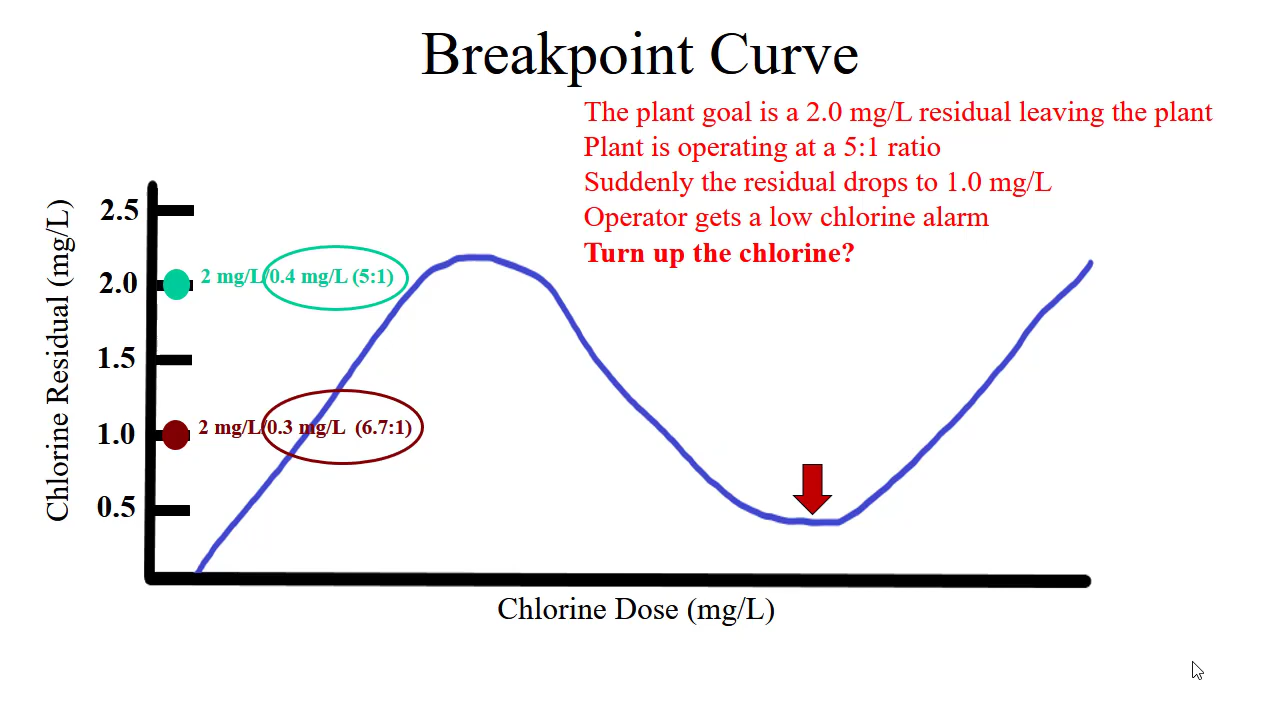 Breakpoint Curve
The plant goal is a 2.0 mg/L residual leaving the plant
Plant is operating at a 5:1 ratio
Suddenly the residual drops to 1.0 mg/L
Operator gets a low chlorine alarm
Turn up the chlorine?
Chlorine Residual (mg/L)
2.5
2.0
2 mg/L/0.4 mg/L (5:1)
1.5
1.0
2 mg/L/0.3 mg/L (6.7:1)
0.5
Chlorine Dose (mg/L)